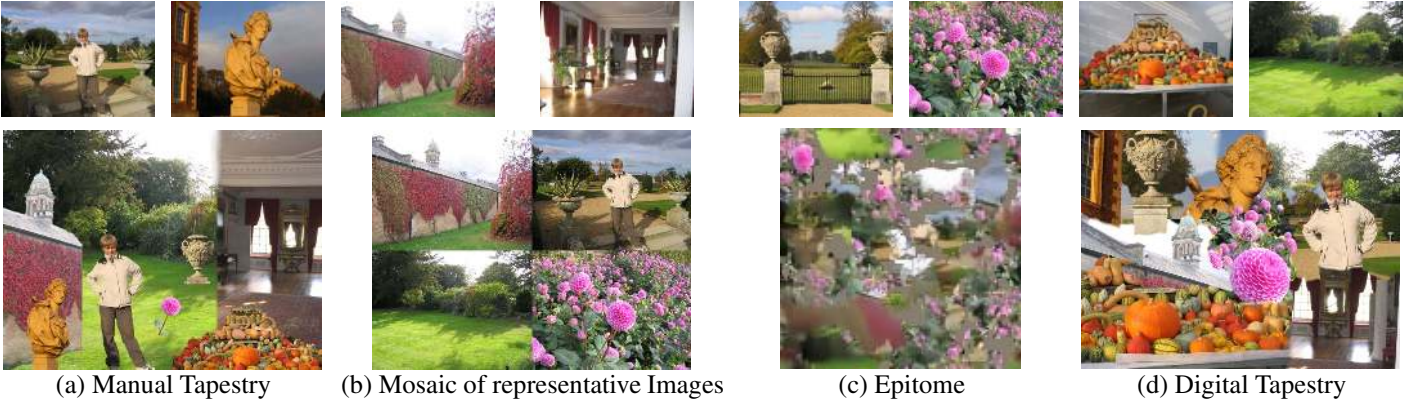 (a) Manual Tapestry
(b) Mosaic of representative Images
(c) Epitome
(d) Digital Tapestry